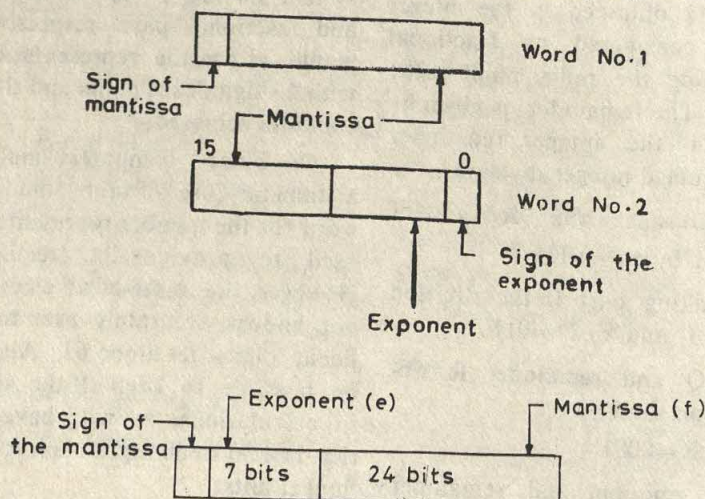 Word No.1
Sign of
mantissa
Mantissa
15
0
Word No.2
Sign of the
exponent
Exponent
Exponent (e)
Mantissa (f)
Sign of
the mantissa
7 bits
24 bits